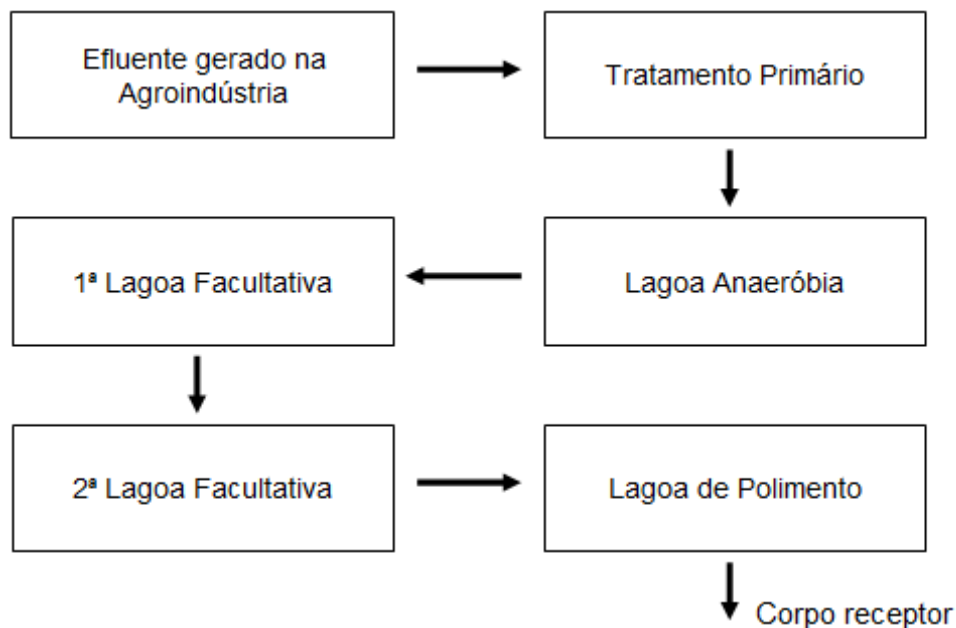 Efluente gerado na
Agroindústria
Tratamento Primário
1ª Lagoa Facultativa
Lagoa Anaeróbia
2ª Lagoa Facultativa
Lagoa de Polimento
Corpo receptor